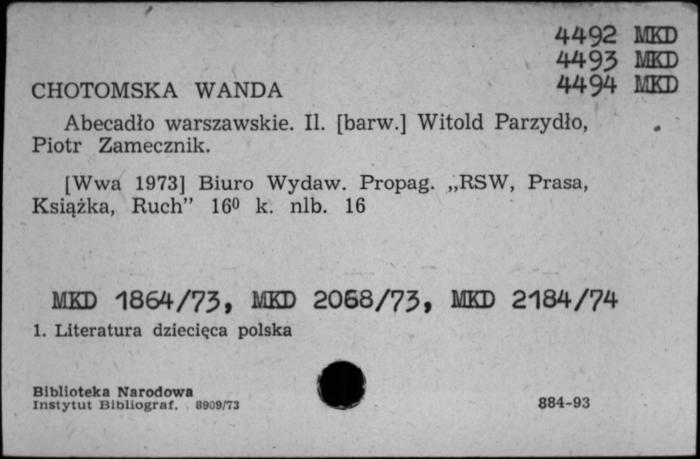 4492 MKD
4493 MKD
4494 MKD
CHOTOMSKA WANDA
Abecadło warszawskie. Il. [barw.] Witold Parzydło,
Piotr Zamecznik.
[Wwa 1973] Biuro Wydaw. Propag. „RSW, Prasa,
Książka, Ruch” 16⁰ k. nlb. 16
MKD 1864/73, MKD 2068/73, MKD 2184/74
1. Literatura dziecięca polska
Biblioteka Narodowa
Instytut Bibliograf. 8909/73
884-93